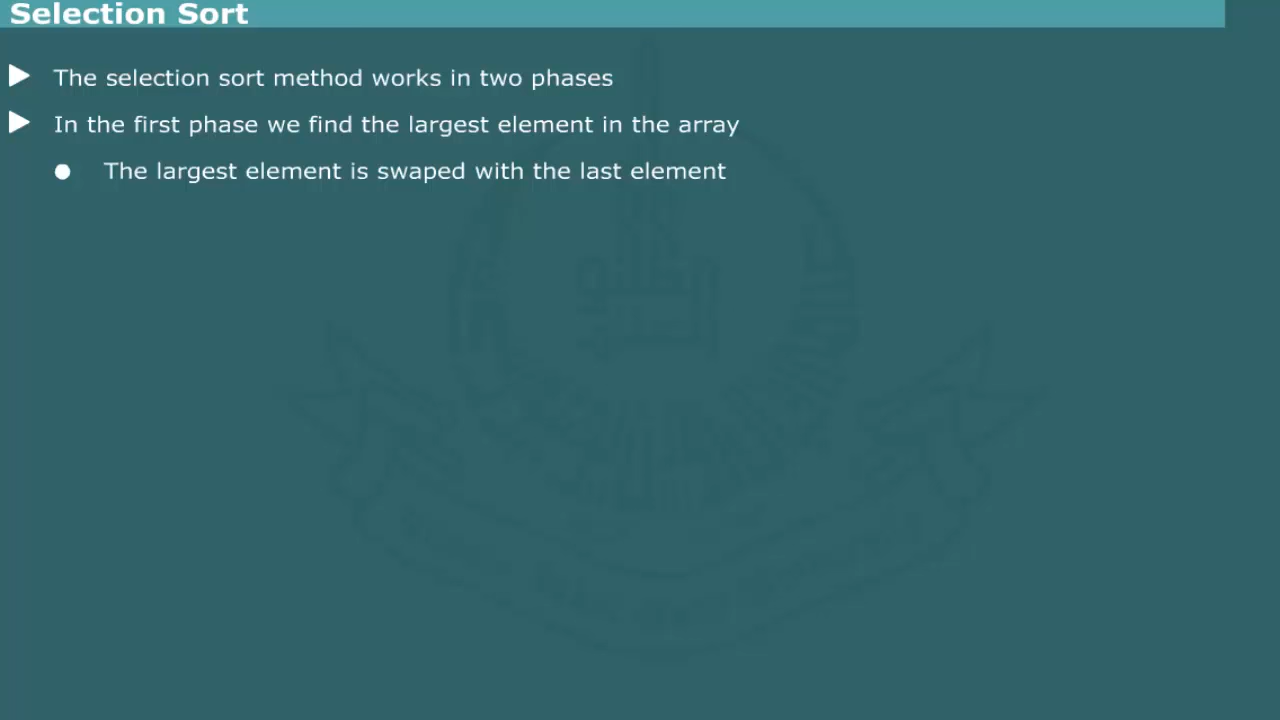 Selection Sort
The selection sort method works in two phases
In the first phase we find the largest element in the array
The largest element is swaped with the last element